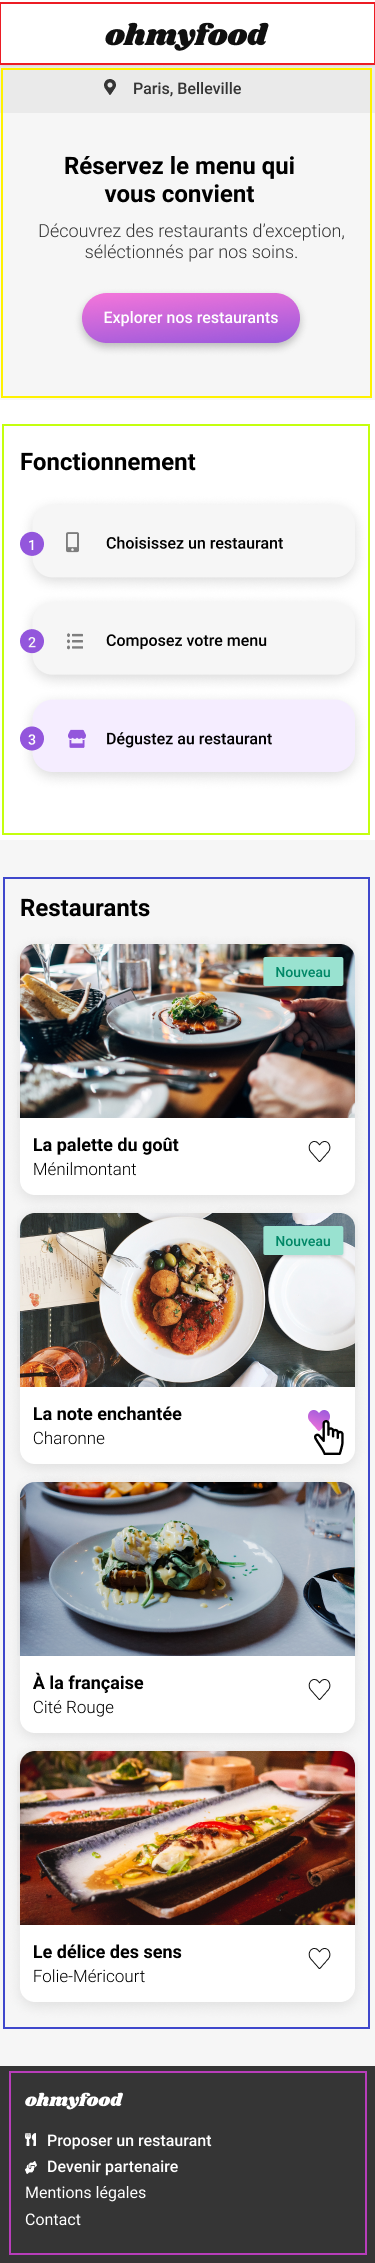 ohmyfood
Paris, Belleville
Réservez le menu qui
vous convient
Découvrez des restaurants d’exception,
séléctionnés par nos soins.
Explorer nos restaurants
Fonctionnement
1 Choisissez un restaurant
2 Composez votre menu
3 Dégustez au restaurant
Restaurants
Nouveau
La palette du goût
Ménilmontant
Nouveau
La note enchantée
Charonne
À la française
Cité Rouge
Le délice des sens
Folie-Méricourt
ohmyfood
Proposer un restaurant
Devenir partenaire
Mentions légales
Contact